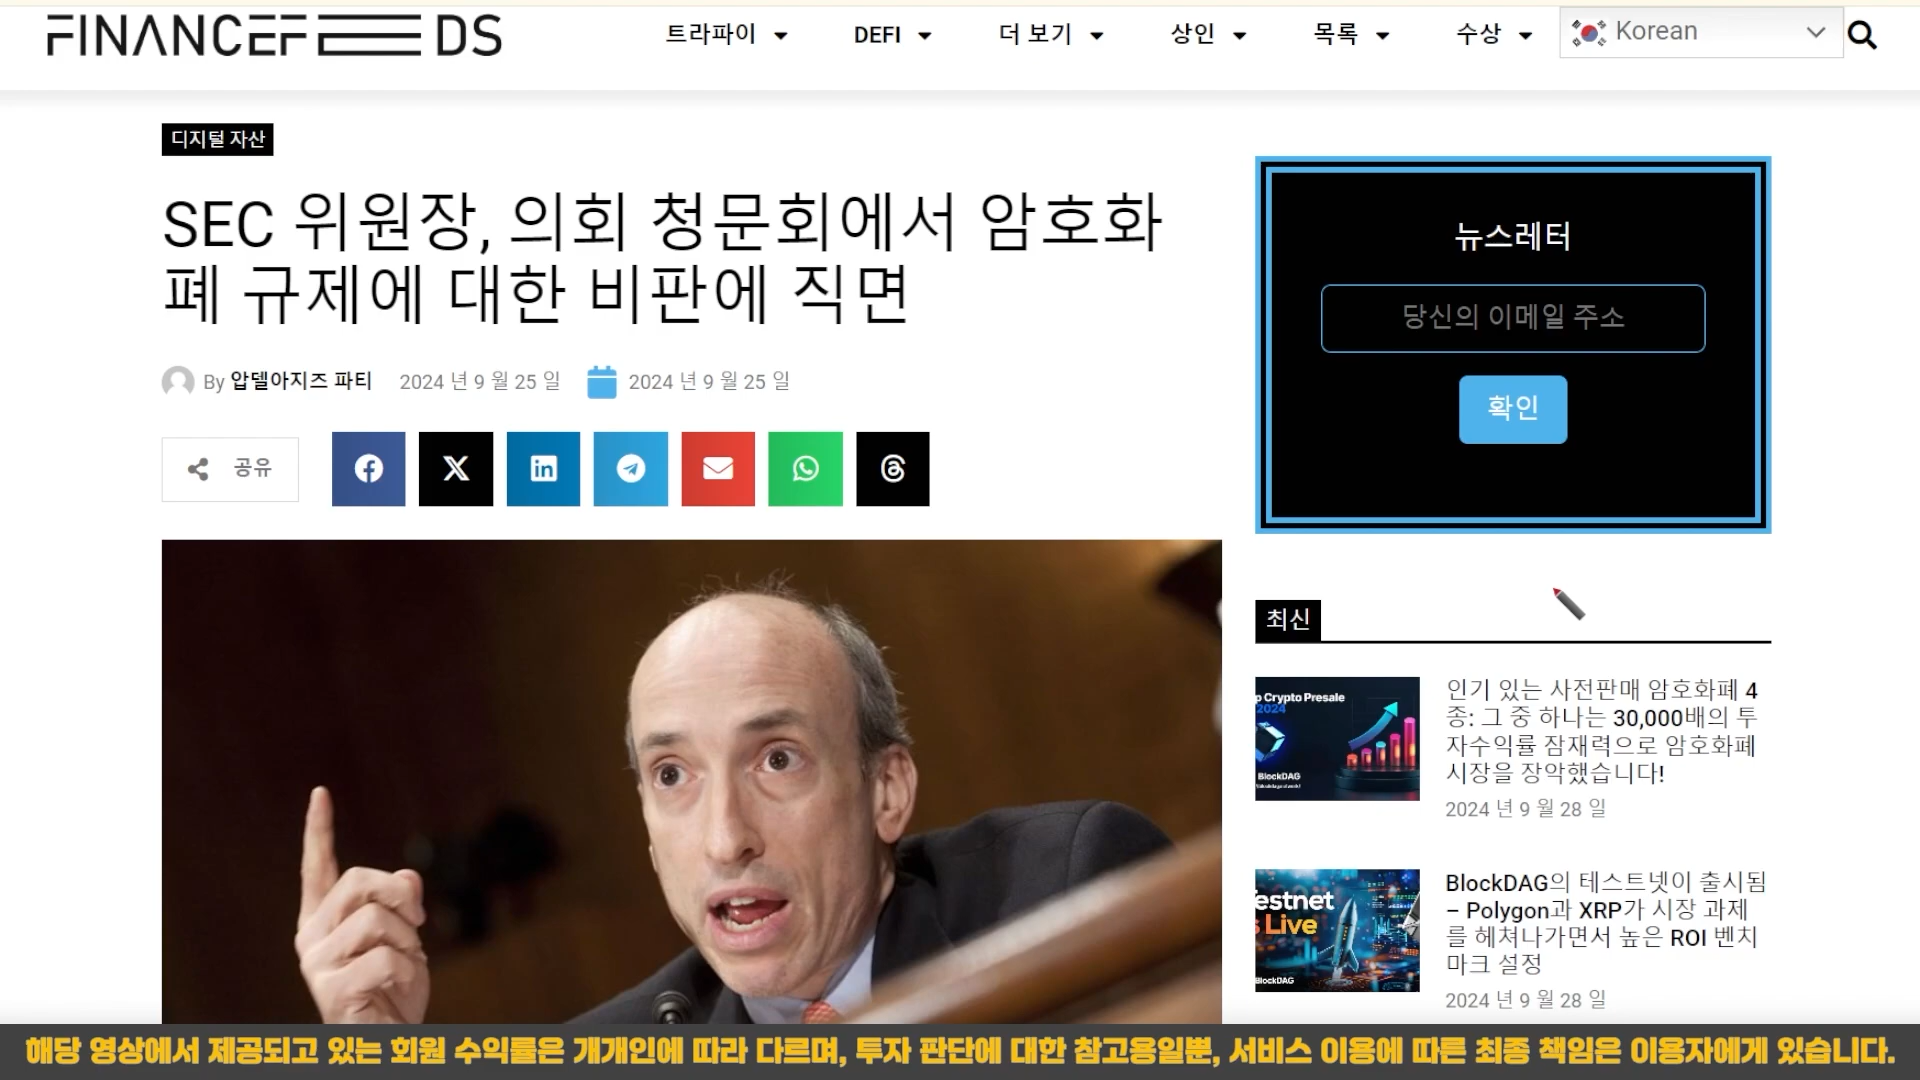 FINANCEFEEDS
트라파이
DEFI
더 보기
상인
목록
수상
Korean
디지털 자산
SEC 위원장, 의회 청문회에서 암호화
폐 규제에 대한 비판에 직면
By 압델아지즈 파티 2024 년 9 월 25 일 2024 년 9 월 25 일
공유
뉴스레터
당신의 이메일 주소
확인
최신
p Crypto Presale
2024
BlockDAG
인기 있는 사전판매 암호화폐 4
종: 그 중 하나는 30,000배의 투
자수익률 잠재력으로 암호화폐
시장을 장악했습니다!
2024 년 9 월 28 일
estnet
s Live
BlockDAG
BlockDAG의 테스트넷이 출시됨
– Polygon과 XRP가 시장 과제
를 헤쳐나가면서 높은 ROI 벤치
마크 설정
2024 년 9 월 28 일
해당 영상에서 제공되고 있는 회원 수익률은 개개인에 따라 다르며, 투자 판단에 대한 참고용일뿐, 서비스 이용에 따른 최종 책임은 이용자에게 있습니다.